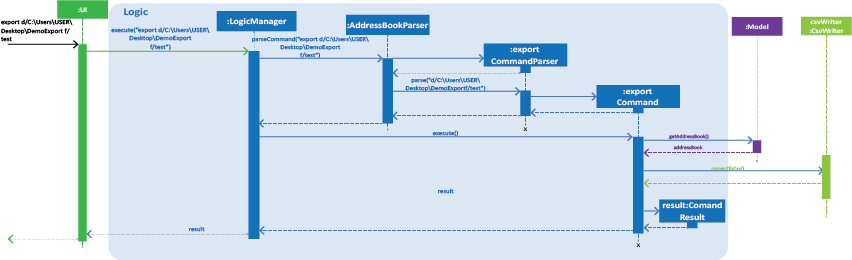 :UI
Logic
:LogicManager
:AddressBookParser
:Model
csvWriter
:CsvWriter
export d/C:\Users\USER\
Desktop\DemoExport f/
test
execute("export d/C:\Users\USER\
Desktop\DemoExport
f/test")
parseCommand("export d/C:\Users\USER\
Desktop\DemoExport
f/test")
:export
CommandParser
parse("d/C:\Users\USER\
Desktop\DemoExportf/test")
:export
Command
X
execute()
getAddressBook()
addressBook
convertToCsv()
result
result:Comand
Result
result
X